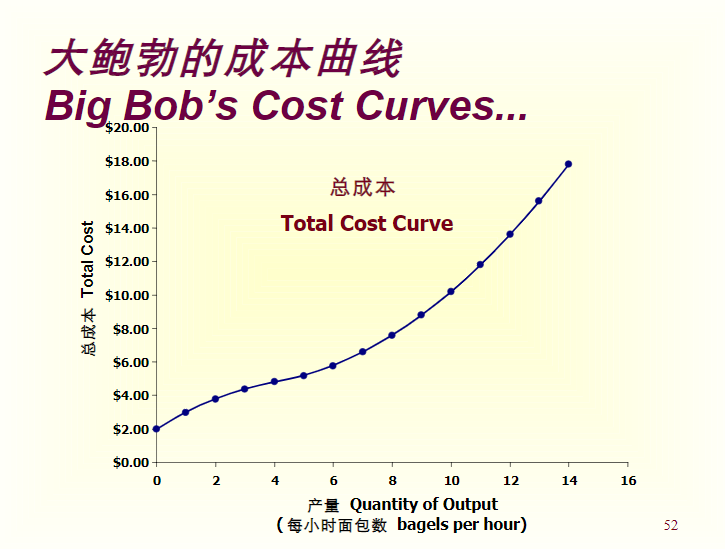 大鲍勃的成本曲线
Big Bob’s Cost Curves...
$20.00
$18.00
$16.00
$14.00
$12.00
$10.00
$8.00
$6.00
$4.00
$2.00
$0.00
总成本 Total Cost
总成本
Total Cost Curve
0 2 4 6 8 10 12 14 16
产量 Quantity of Output
(每小时面包数 bagels per hour)
52